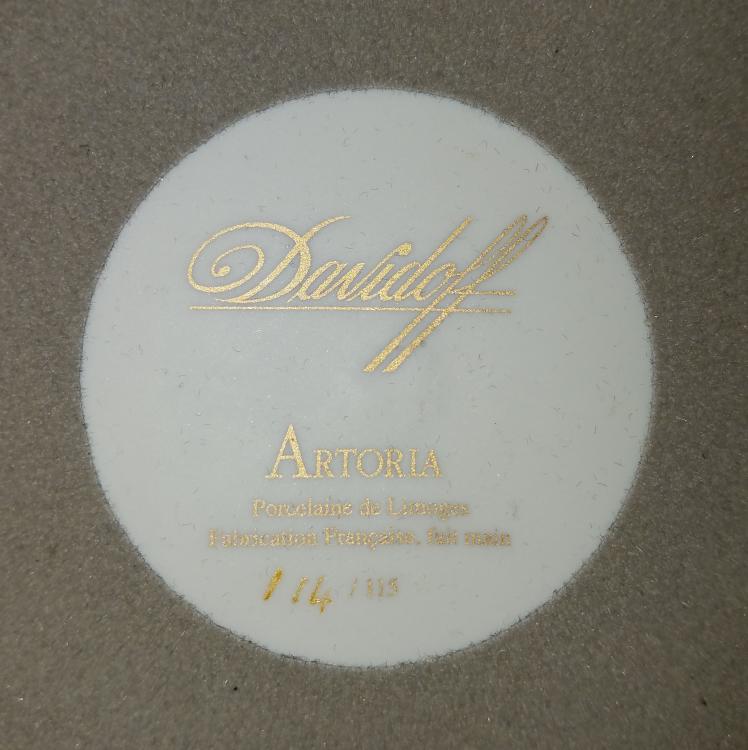 Davidoff
ARTORIA
Porcelaine de Limoges
Fabrication Française, fait main
114 /115